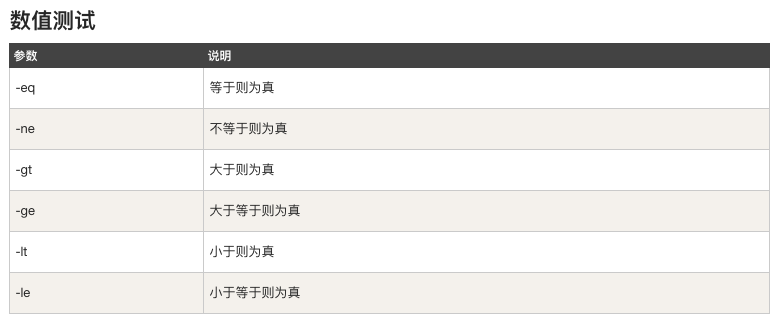 数值测试
参数 说明
-eq 等于则为真
-ne 不等于则为真
-gt 大于则为真
-ge 大于等于则为真
-lt 小于则为真
-le 小于等于则为真